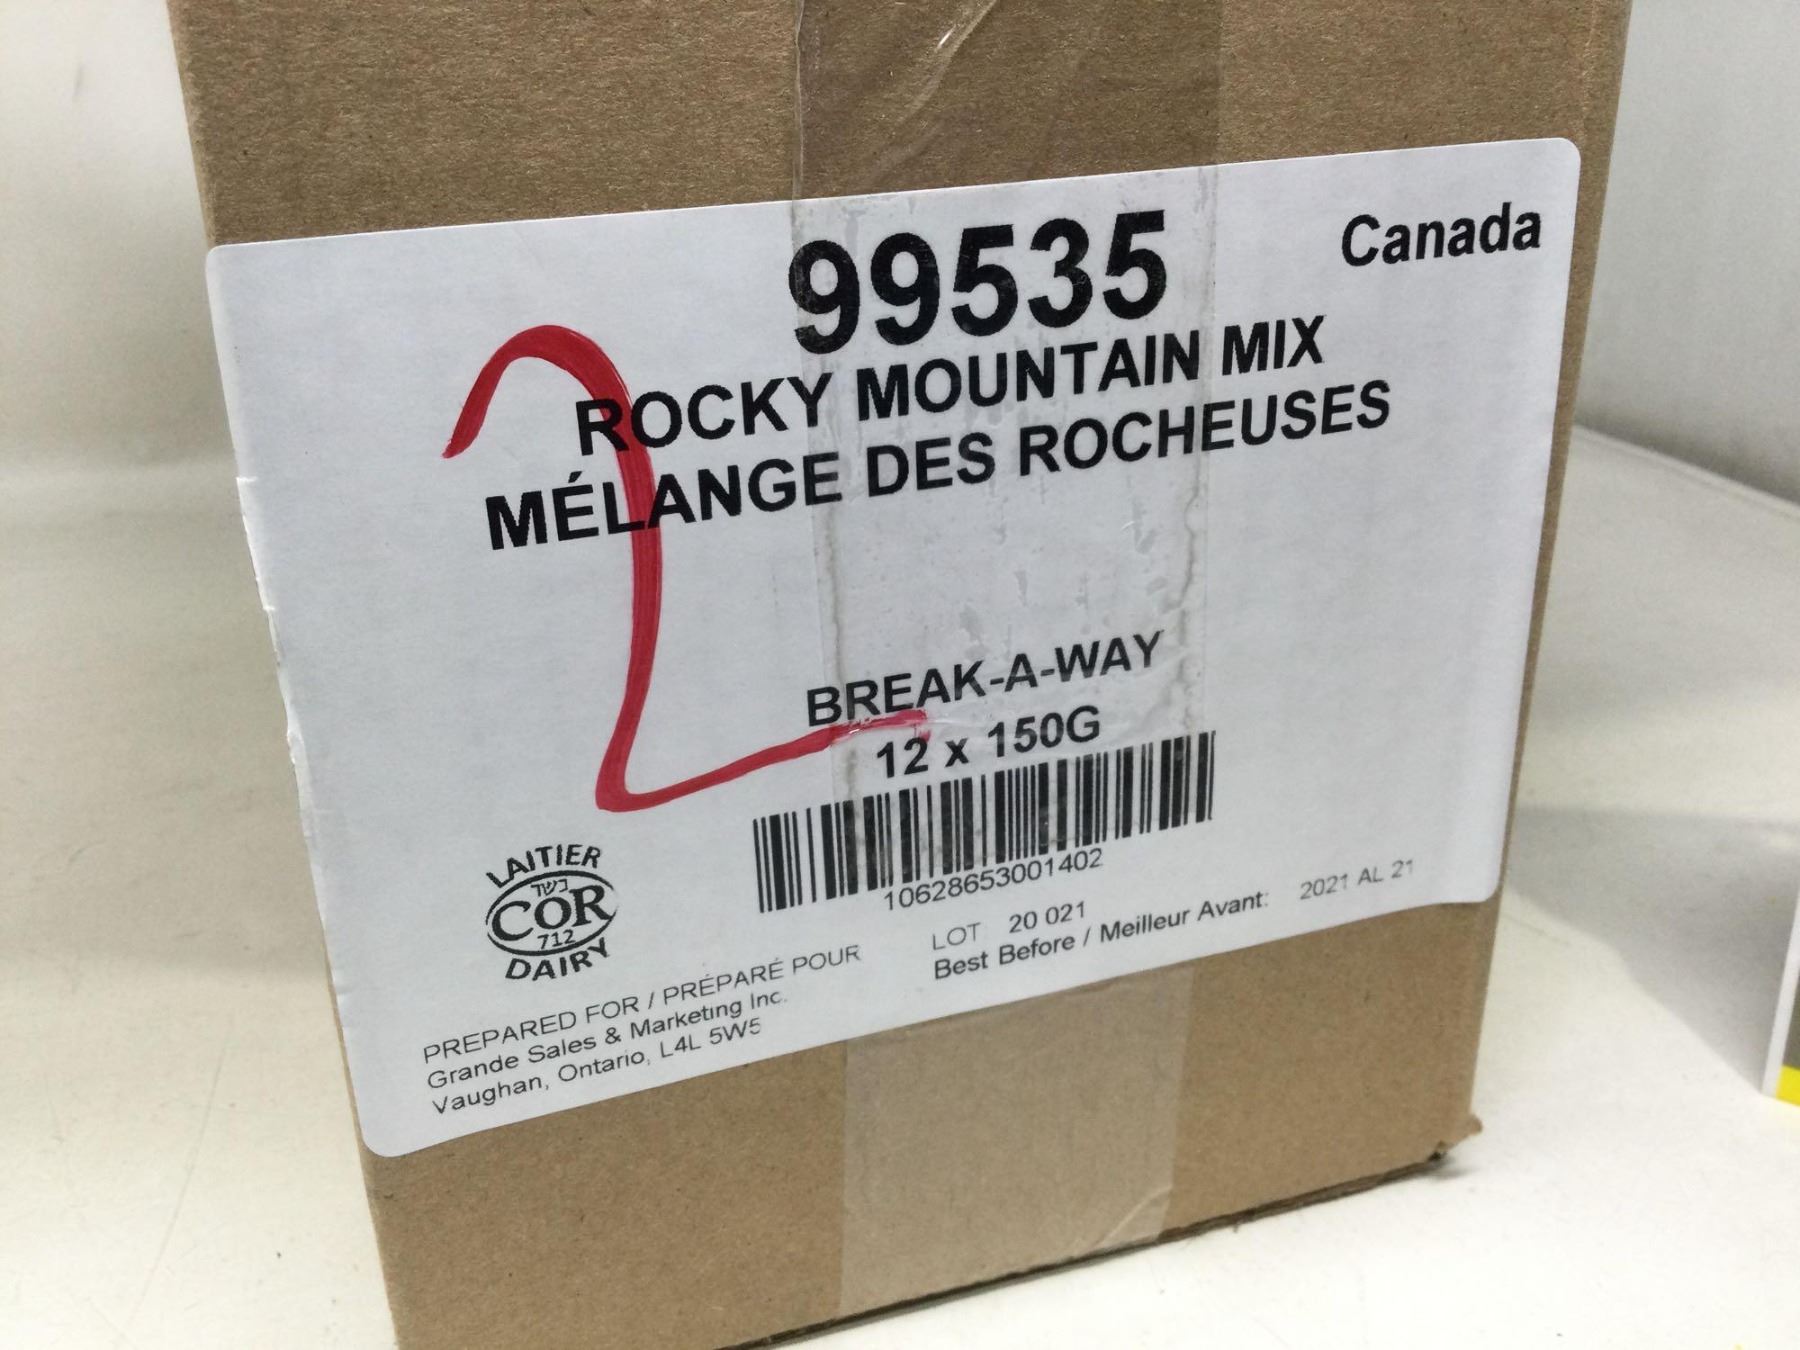 99535
Canada
ROCKY MOUNTAIN MIX
MÉLANGE DES ROCHEUSES
2
BREAK-A-WAY
12 x 150G
10628653001402
LAITIER
כשר
COR
712
DAIRY
LOT 20 021
Best Before / Meilleur Avant: 2021 AL 21
PREPARED FOR / PRÉPARÉ POUR
Grande Sales & Marketing Inc.
Vaughan, Ontario, L4L 5W5